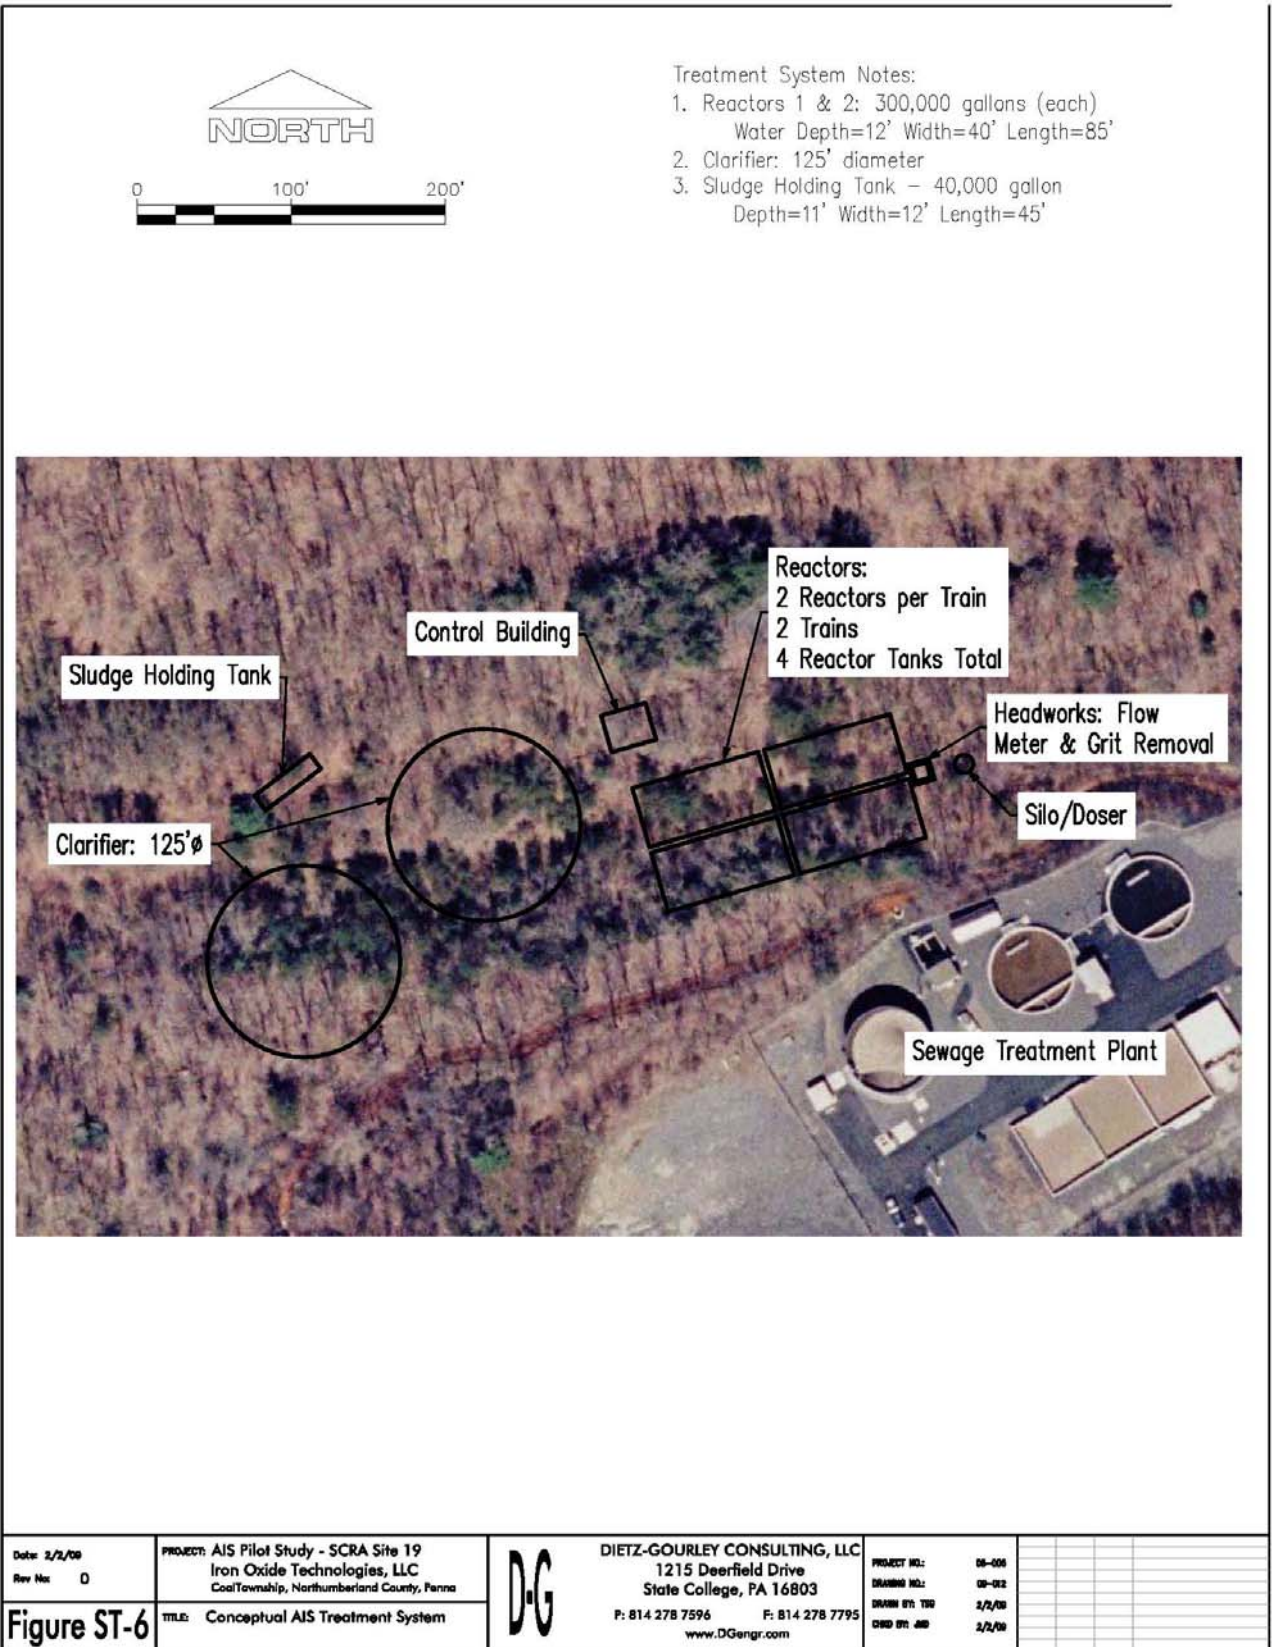 NORTH
0 100' 200'
Treatment System Notes:
1. Reactors 1 & 2: 300,000 gallons (each)
Water Depth=12' Width=40' Length=85'
2. Clarifier: 125' diameter
3. Sludge Holding Tank – 40,000 gallon
Depth=11' Width=12' Length=45'
Reactors:
2 Reactors per Train
2 Trains
4 Reactor Tanks Total
Control Building
Sludge Holding Tank
Headworks: Flow
Meter & Grit Removal
Silo/Doser
Clarifier: 125'ø
Sewage Treatment Plant
Date: 2/2/09
Rev No: 0
Figure ST-6
PROJECT: AIS Pilot Study - SCRA Site 19
Iron Oxide Technologies, LLC
CoalTownship, Northumberland County, Penna
TITLE: Conceptual AIS Treatment System
D-G
DIETZ-GOURLEY CONSULTING, LLC
1215 Deerfield Drive
State College, PA 16803
P: 814 278 7596 F: 814 278 7795
www.DGengr.com
PROJECT NO.:
DRAWING NO.:
DRAWN BY: 2/2/09
CHKD BY: 2/2/09